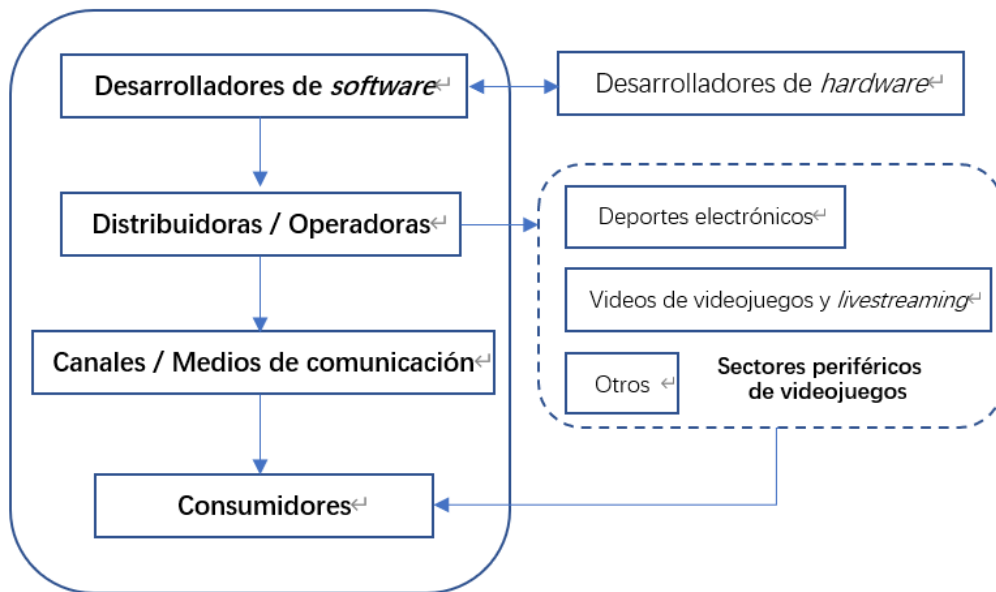 Desarrolladores de software
Desarrolladores de hardware
Distribuidoras / Operadoras
Deportes electrónicos
Videos de videojuegos y livestreaming
Canales / Medios de comunicación
Otros
Sectores periféricos
de videojuegos
Consumidores